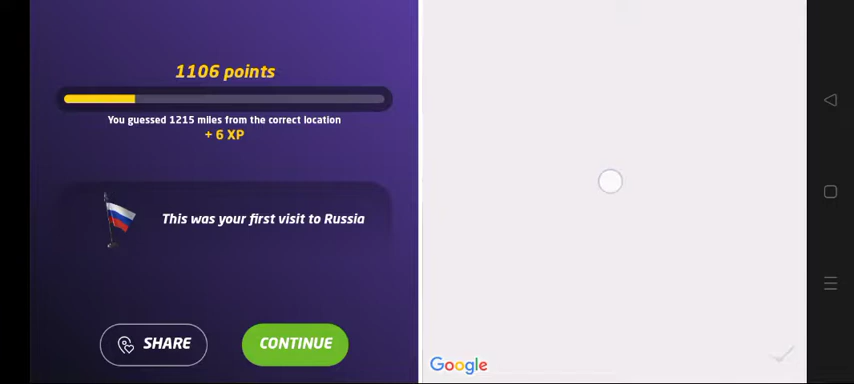 1106 points
You guessed 1215 miles from the correct location
+ 6 XP
This was your first visit to Russia
SHARE
CONTINUE
Google